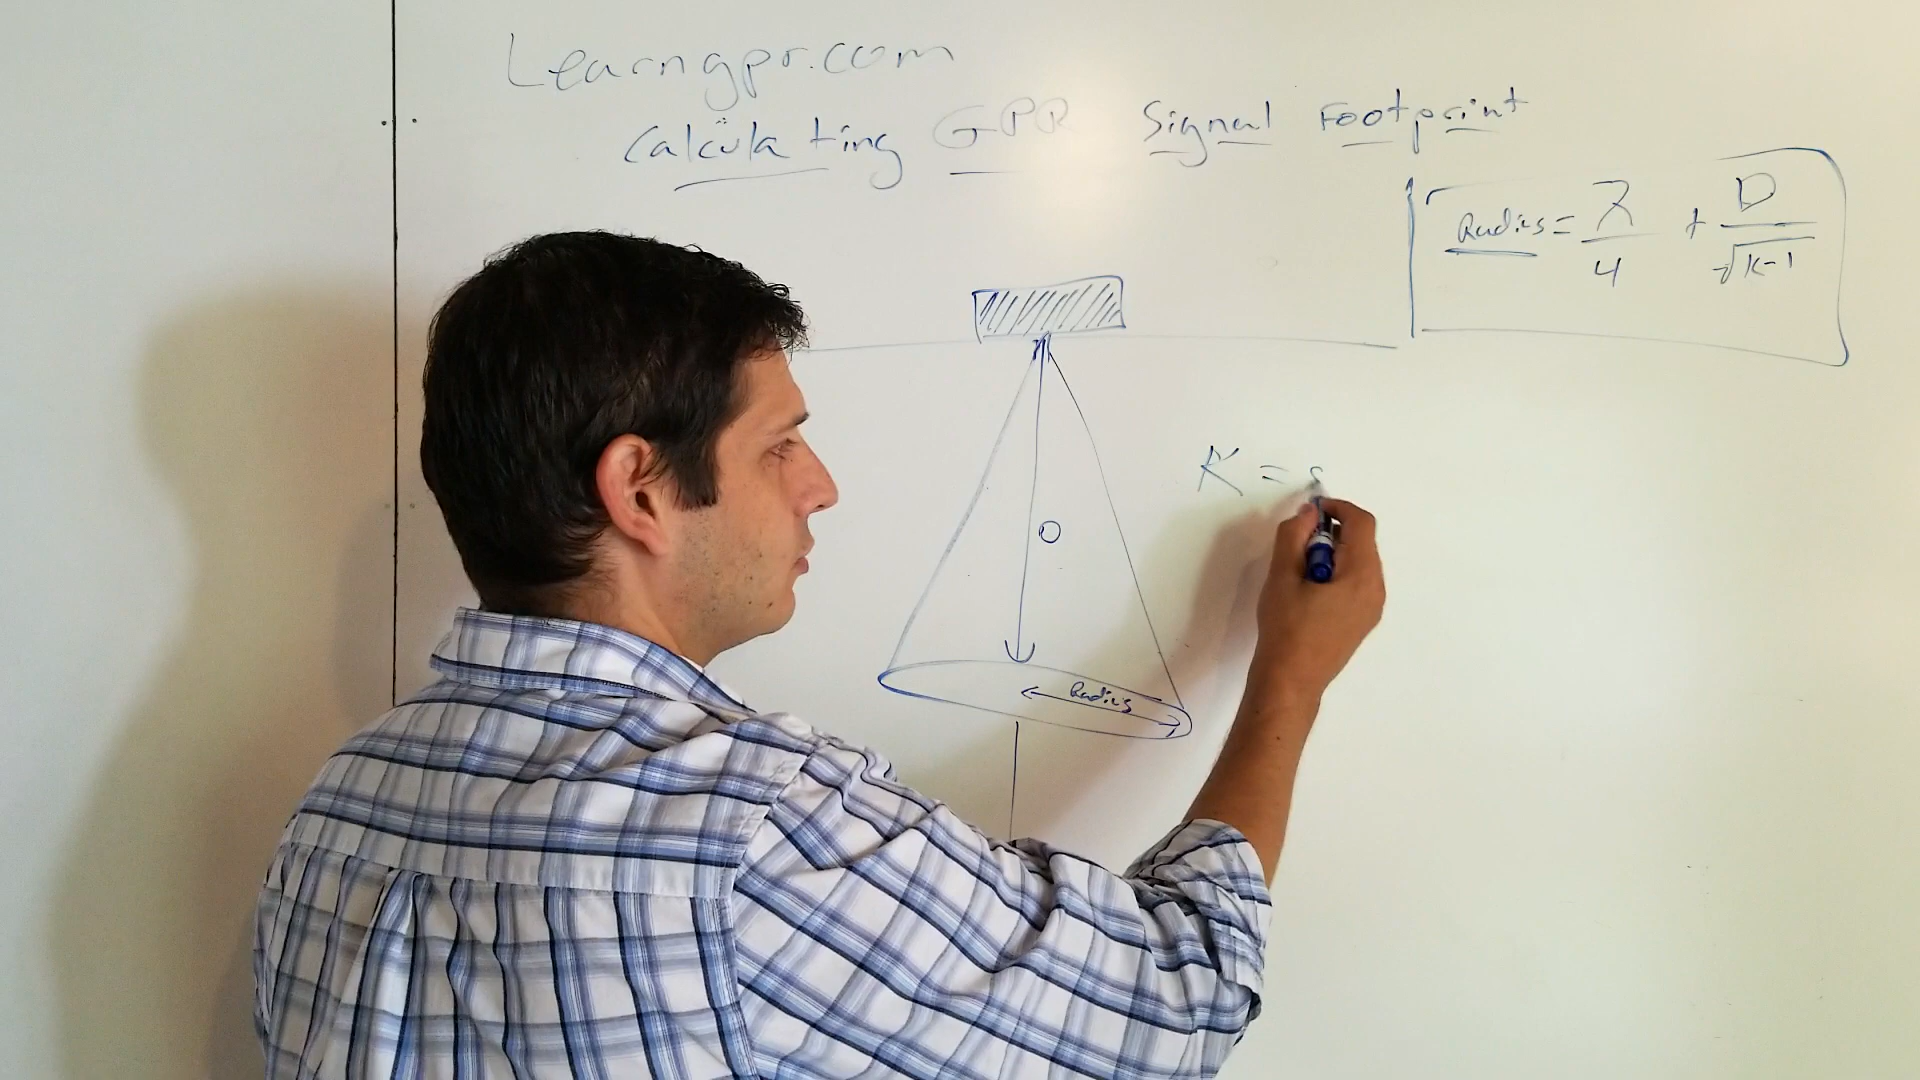 Learngpr.com
Calculating GPR Signal Footprint
Radius = λ/4 + D/√K-1
K = s
D
Radius